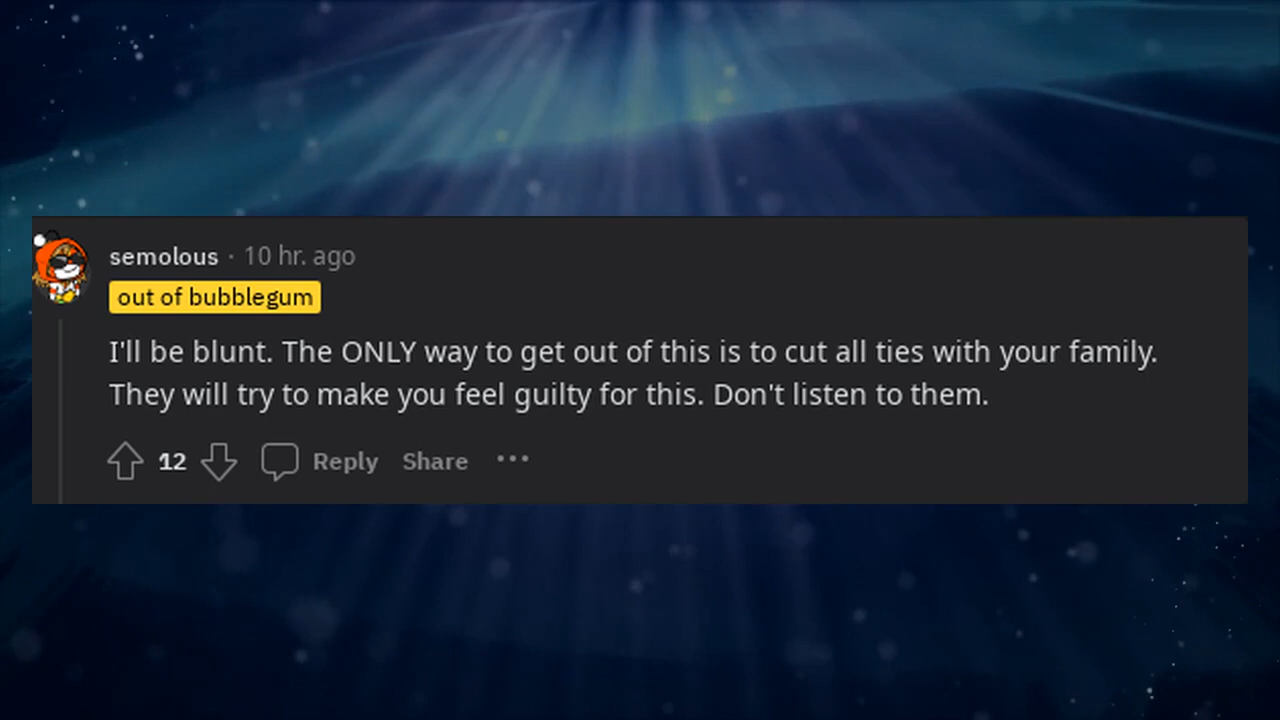 semolous · 10 hr. ago
out of bubblegum
I'll be blunt. The ONLY way to get out of this is to cut all ties with your family.
They will try to make you feel guilty for this. Don't listen to them.
12 Reply Share ···